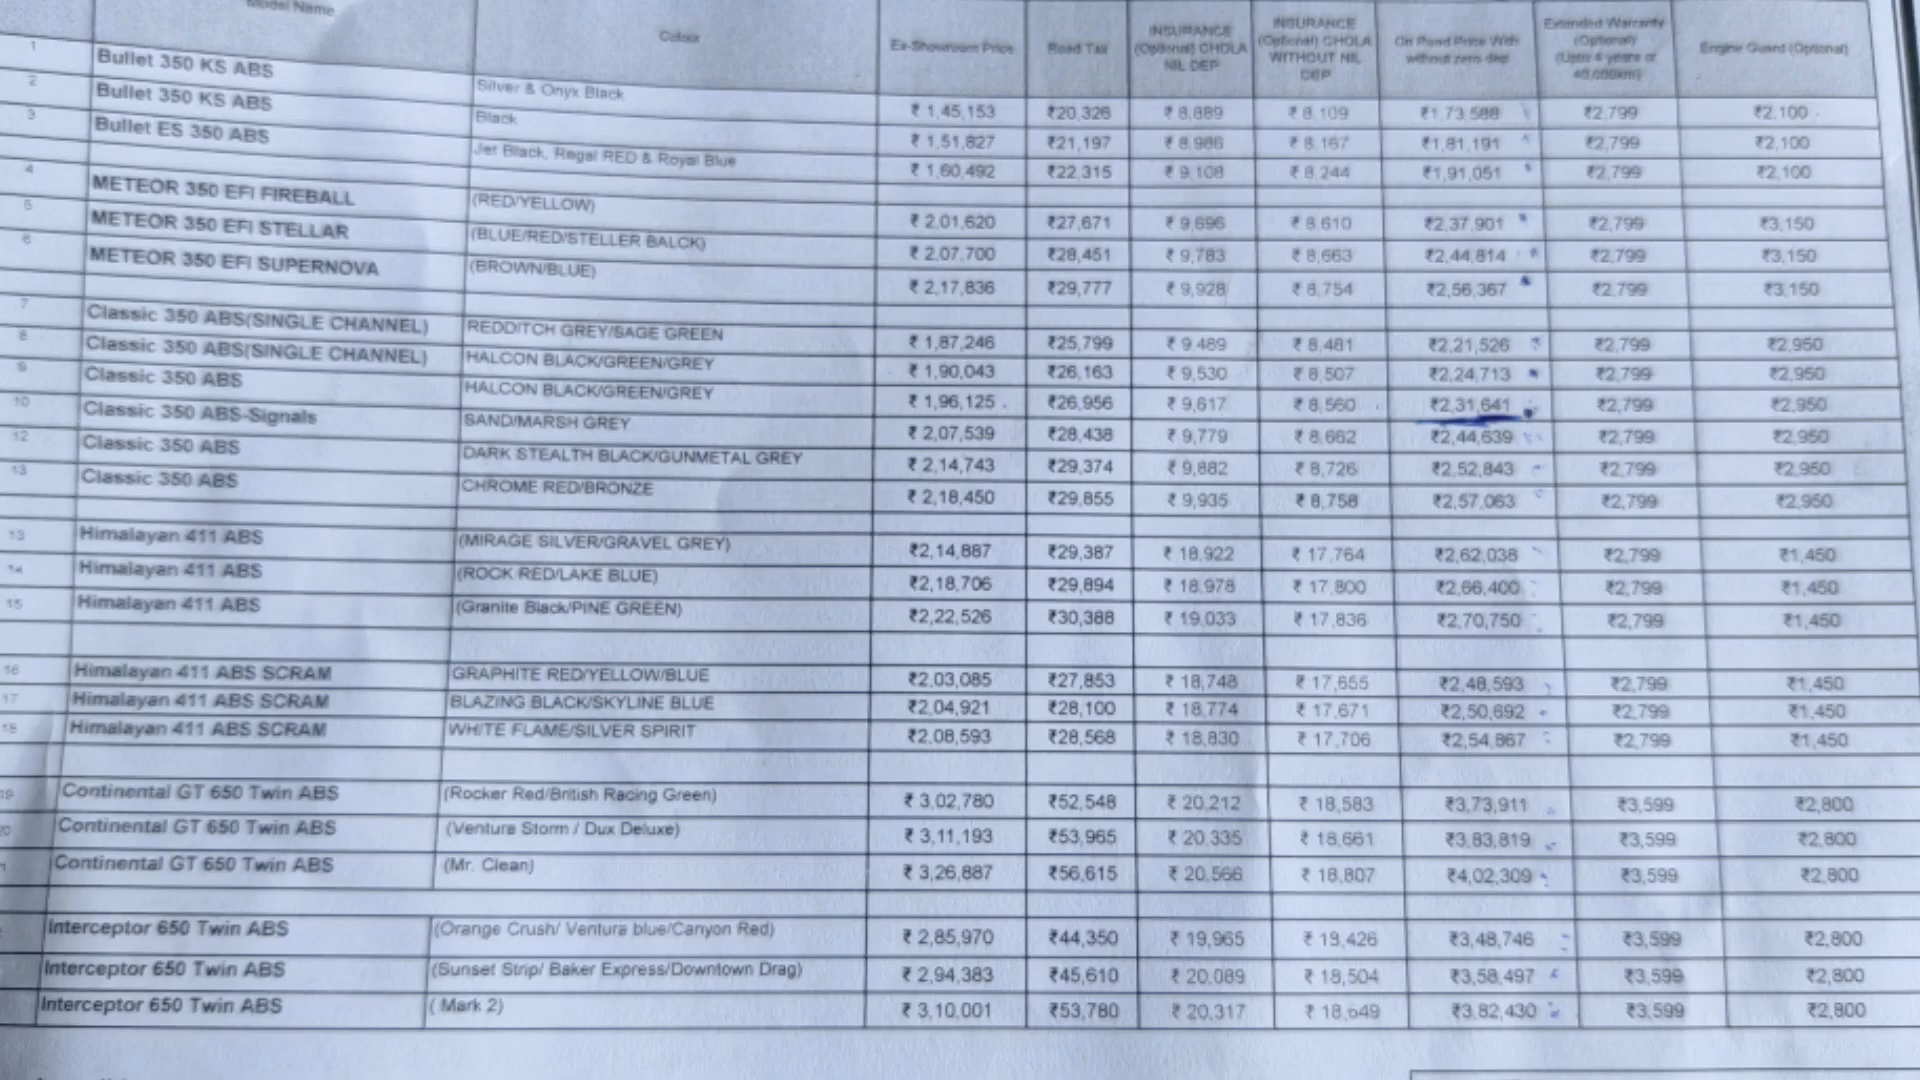 Model Name Colour Ex-Showroom Price Road Tax INSURANCE (Optional) CHOLA NIL DEP INSURANCE (Optional) CHOLA WITHOUT NIL DEP On Road Price With without zero dep Extended Warranty (Optional) (Upto 4 years or 40,000km) Engine Guard (Optional)
1 Bullet 350 KS ABS Silver & Onyx Black ₹ 1,45,153 ₹20,326 ₹ 8,889 ₹ 8,109 ₹1,73,588 ₹2,799 ₹2,100
2 Bullet 350 KS ABS Black ₹ 1,51,827 ₹21,197 ₹ 8,986 ₹ 8,167 ₹1,81,191 ₹2,799 ₹2,100
3 Bullet ES 350 ABS Jet Black, Regal RED & Royal Blue ₹ 1,60,492 ₹22,315 ₹ 9,108 ₹ 8,244 ₹1,91,051 ₹2,799 ₹2,100
4 METEOR 350 EFI FIREBALL (RED/YELLOW) ₹ 2,01,620 ₹27,671 ₹ 9,696 ₹ 8,610 ₹2,37,901 ₹2,799 ₹3,150
5 METEOR 350 EFI STELLAR (BLUE/RED/STELLER BALCK) ₹ 2,07,700 ₹28,451 ₹ 9,783 ₹ 8,663 ₹2,44,814 ₹2,799 ₹3,150
6 METEOR 350 EFI SUPERNOVA (BROWN/BLUE) ₹ 2,17,836 ₹29,777 ₹ 9,928 ₹ 8,754 ₹2,56,367 ₹2,799 ₹3,150
7 Classic 350 ABS(SINGLE CHANNEL) REDDITCH GREY/SAGE GREEN ₹ 1,87,246 ₹25,799 ₹ 9,489 ₹ 8,481 ₹2,21,526 ₹2,799 ₹2,950
8 Classic 350 ABS(SINGLE CHANNEL) HALCON BLACK/GREEN/GREY ₹ 1,90,043 ₹26,163 ₹ 9,530 ₹ 8,507 ₹2,24,713 ₹2,799 ₹2,950
9 Classic 350 ABS HALCON BLACK/GREEN/GREY ₹ 1,96,125 ₹26,956 ₹ 9,617 ₹ 8,560 ₹2,31,641 ₹2,799 ₹2,950
10 Classic 350 ABS-Signals SAND/MARSH GREY ₹ 2,07,539 ₹28,438 ₹ 9,779 ₹ 8,662 ₹2,44,639 ₹2,799 ₹2,950
12 Classic 350 ABS DARK STEALTH BLACK/GUNMETAL GREY ₹ 2,14,743 ₹29,374 ₹ 9,882 ₹ 8,726 ₹2,52,843 ₹2,799 ₹2,950
13 Classic 350 ABS CHROME RED/BRONZE ₹ 2,18,450 ₹29,855 ₹ 9,935 ₹ 8,758 ₹2,57,063 ₹2,799 ₹2,950
13 Himalayan 411 ABS (MIRAGE SILVER/GRAVEL GREY) ₹2,14,887 ₹29,387 ₹ 18,922 ₹ 17,764 ₹2,62,038 ₹2,799 ₹1,450
14 Himalayan 411 ABS (ROCK RED/LAKE BLUE) ₹2,18,706 ₹29,894 ₹ 18,978 ₹ 17,800 ₹2,66,400 ₹2,799 ₹1,450
15 Himalayan 411 ABS (Granite Black/PINE GREEN) ₹2,22,526 ₹30,388 ₹ 19,033 ₹ 17,836 ₹2,70,750 ₹2,799 ₹1,450
16 Himalayan 411 ABS SCRAM GRAPHITE RED/YELLOW/BLUE ₹2,03,085 ₹27,853 ₹ 18,748 ₹ 17,655 ₹2,48,593 ₹2,799 ₹1,450
17 Himalayan 411 ABS SCRAM BLAZING BLACK/SKYLINE BLUE ₹2,04,921 ₹28,100 ₹ 18,774 ₹ 17,671 ₹2,50,692 ₹2,799 ₹1,450
18 Himalayan 411 ABS SCRAM WHITE FLAME/SILVER SPIRIT ₹2,08,593 ₹28,568 ₹ 18,830 ₹ 17,706 ₹2,54,867 ₹2,799 ₹1,450
19 Continental GT 650 Twin ABS (Rocker Red/British Racing Green) ₹ 3,02,780 ₹52,548 ₹ 20,212 ₹ 18,583 ₹3,73,911 ₹3,599 ₹2,800
Continental GT 650 Twin ABS (Ventura Storm / Dux Deluxe) ₹ 3,11,193 ₹53,965 ₹ 20,335 ₹ 18,661 ₹3,83,819 ₹3,599 ₹2,800
Continental GT 650 Twin ABS (Mr. Clean) ₹ 3,26,887 ₹56,615 ₹ 20,566 ₹ 18,807 ₹4,02,309 ₹3,599 ₹2,800
Interceptor 650 Twin ABS (Orange Crush/ Ventura blue/Canyon Red) ₹ 2,85,970 ₹44,350 ₹ 19,965 ₹ 19,426 ₹3,48,746 ₹3,599 ₹2,800
Interceptor 650 Twin ABS (Sunset Strip/ Baker Express/Downtown Drag) ₹ 2,94,383 ₹45,610 ₹ 20,089 ₹ 18,504 ₹3,58,497 ₹3,599 ₹2,800
Interceptor 650 Twin ABS ( Mark 2) ₹ 3,10,001 ₹53,780 ₹ 20,317 ₹ 18,649 ₹3,82,430 ₹3,599 ₹2,800